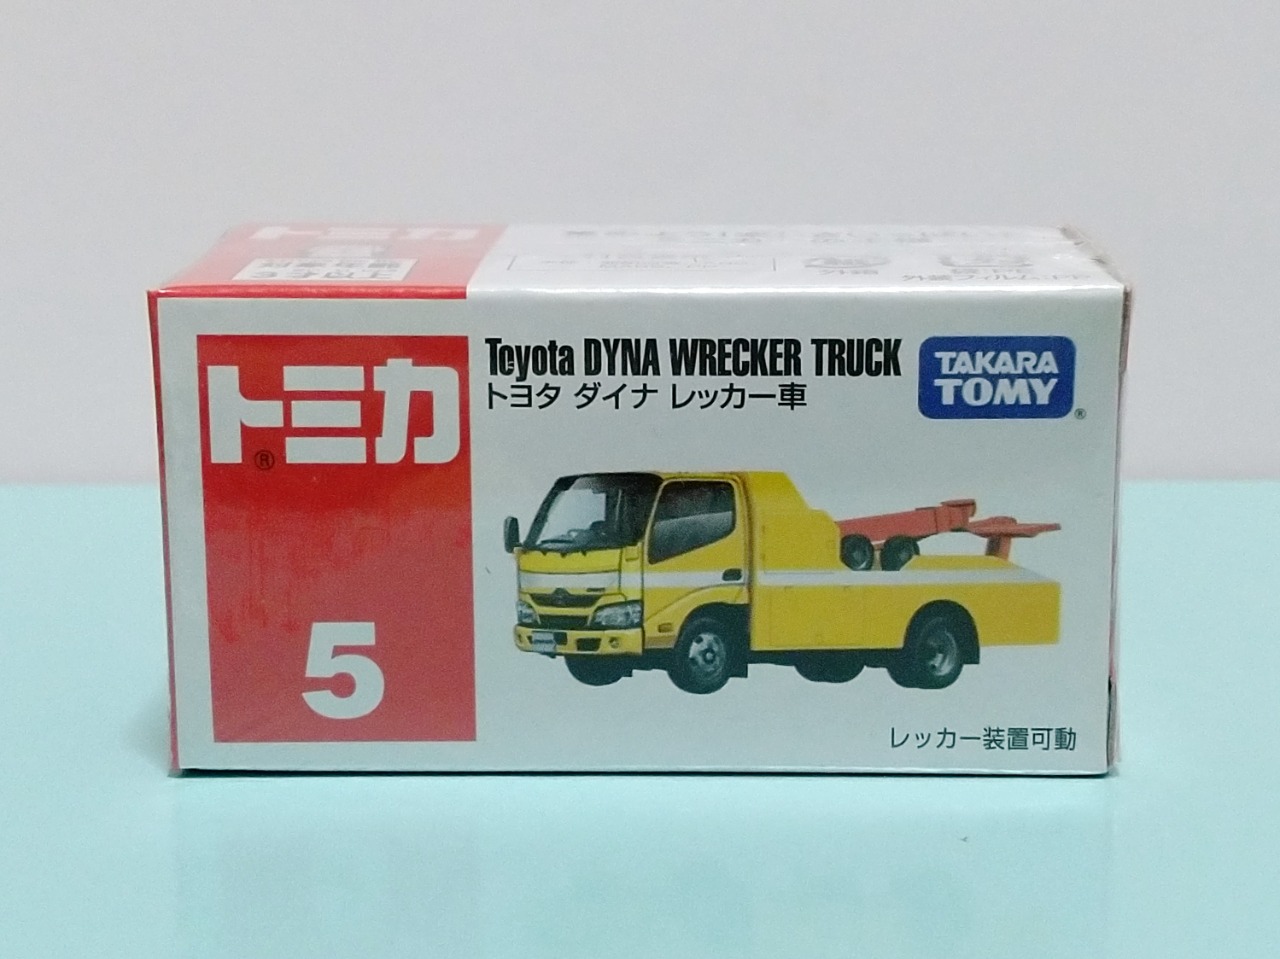 トミカ
®
Toyota DYNA WRECKER TRUCK
トヨタ ダイナ レッカー車
TAKARA
TOMY
®
5
レッカー装置可動